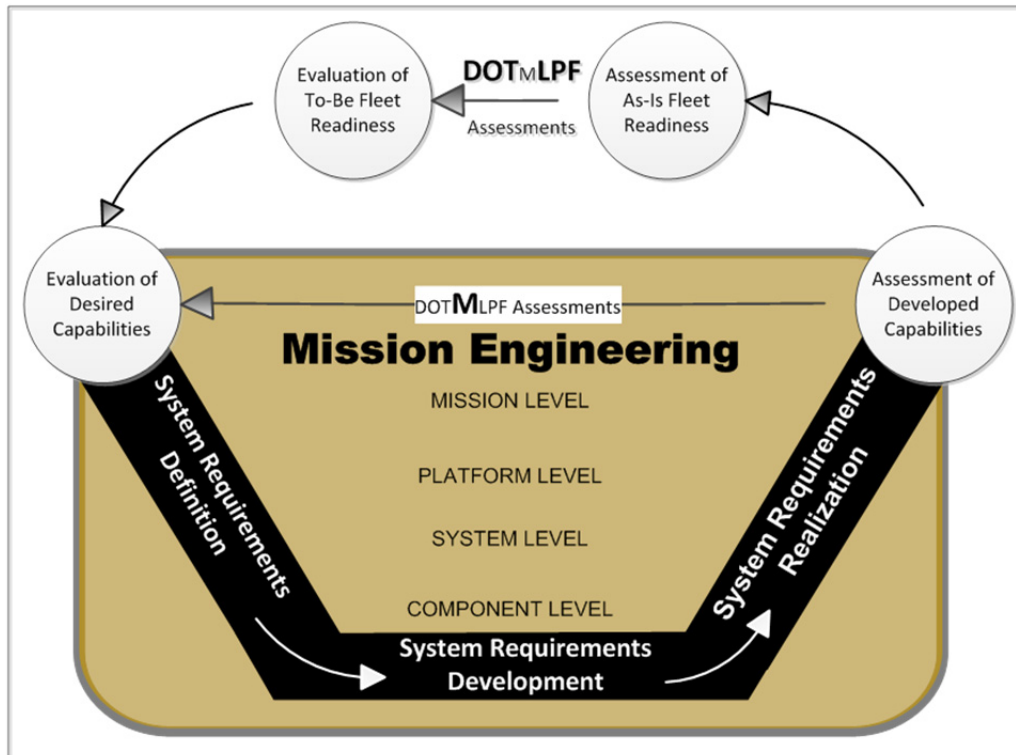 Evaluation of
To-Be Fleet
Readiness
DOTMLPF
Assessments
Assessment of
As-Is Fleet
Readiness
Evaluation of
Desired
Capabilities
DOTMLPF Assessments
Assessment of
Developed
Capabilities
Mission Engineering
MISSION LEVEL
PLATFORM LEVEL
SYSTEM LEVEL
COMPONENT LEVEL
System Requirements
Definition
System Requirements
Development
System Requirements
Realization